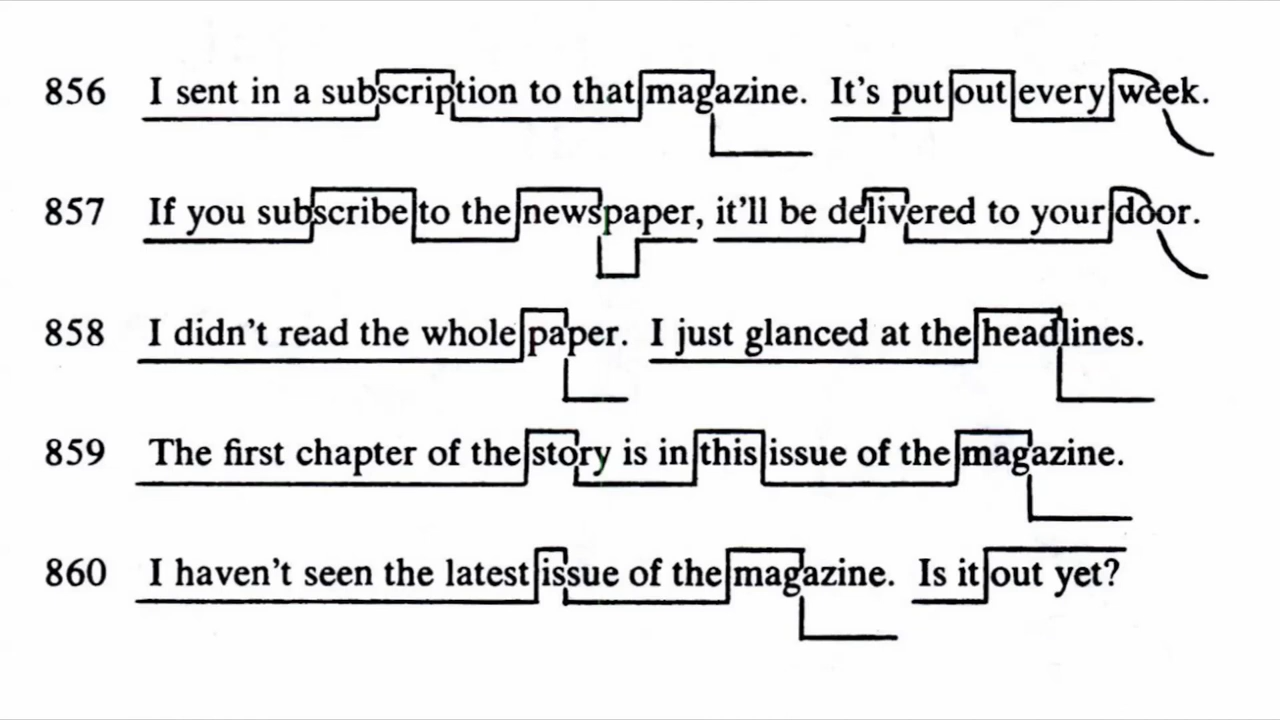 856 I sent in a subscription to that magazine. It's put out every week.
857 If you subscribe to the newspaper, it'll be delivered to your door.
858 I didn't read the whole paper. I just glanced at the headlines.
859 The first chapter of the story is in this issue of the magazine.
860 I haven't seen the latest issue of the magazine. Is it out yet?